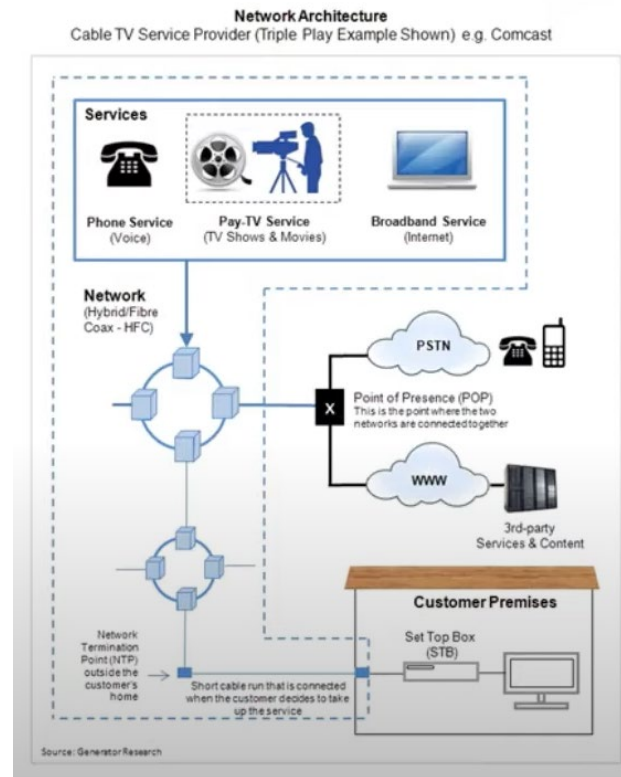 Network Architecture
Cable TV Service Provider (Triple Play Example Shown) e.g. Comcast
Services
Phone Service
(Voice)
Pay-TV Service
(TV Shows & Movies)
Broadband Service
(Internet)
Network
(Hybrid/Fibre
Coax - HFC)
PSTN
X
Point of Presence (POP)
This is the point where the two
networks are connected together
WWW
3rd-party
Services & Content
Customer Premises
Set Top Box
(STB)
Network
Termination
Point (NTP)
outside the
customer's
home
Short cable run that is connected
when the customer decides to take
up the service
Source: Generator Research